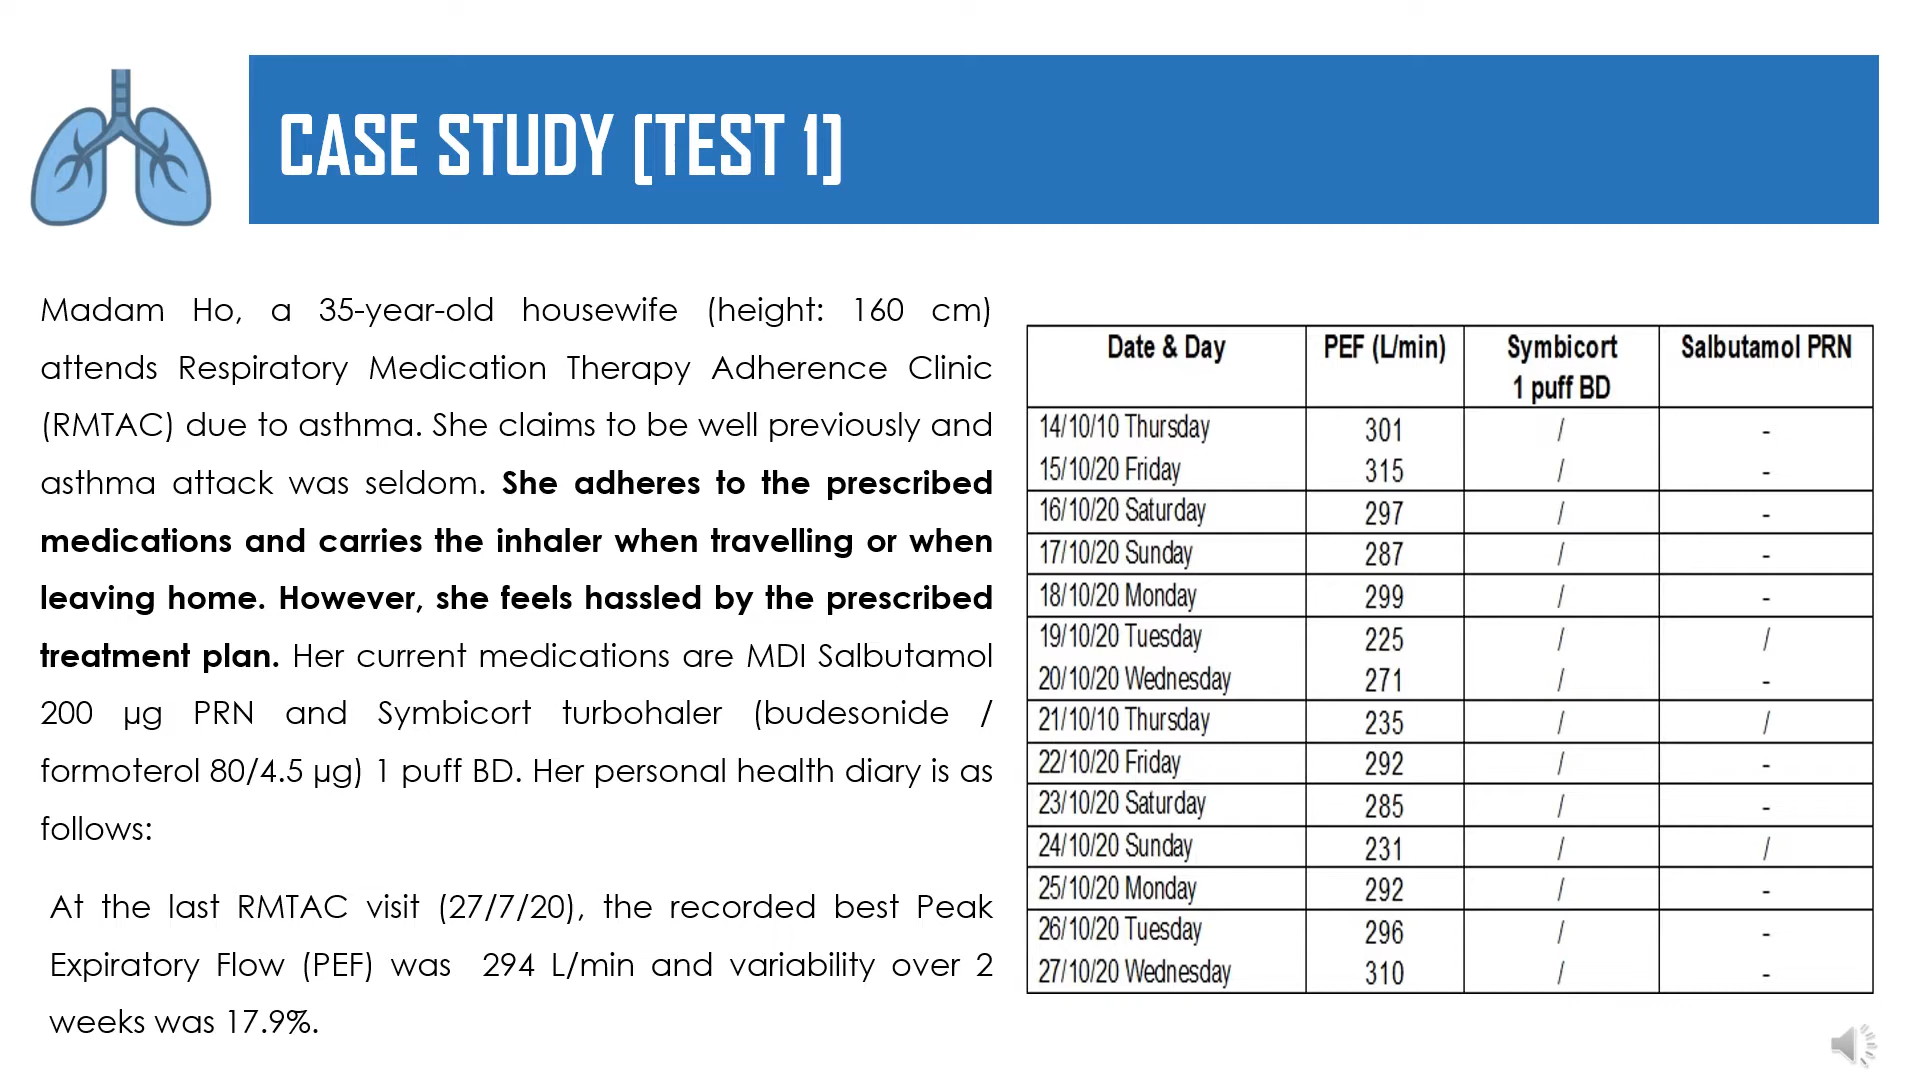 CASE STUDY [TEST 1]
Madam Ho, a 35-year-old housewife (height: 160 cm)
attends Respiratory Medication Therapy Adherence Clinic
(RMTAC) due to asthma. She claims to be well previously and
asthma attack was seldom. She adheres to the prescribed
medications and carries the inhaler when travelling or when
leaving home. However, she feels hassled by the prescribed
treatment plan. Her current medications are MDI Salbutamol
200 µg PRN and Symbicort turbohaler (budesonide /
formoterol 80/4.5 µg) 1 puff BD. Her personal health diary is as
follows:
At the last RMTAC visit (27/7/20), the recorded best Peak
Expiratory Flow (PEF) was 294 L/min and variability over 2
weeks was 17.9%.
Date & Day PEF (L/min) Symbicort Salbutamol PRN
1 puff BD
14/10/10 Thursday 301 / -
15/10/20 Friday 315 / -
16/10/20 Saturday 297 / -
17/10/20 Sunday 287 / -
18/10/20 Monday 299 / -
19/10/20 Tuesday 225 / /
20/10/20 Wednesday 271 / -
21/10/10 Thursday 235 / /
22/10/20 Friday 292 / -
23/10/20 Saturday 285 / -
24/10/20 Sunday 231 / /
25/10/20 Monday 292 / -
26/10/20 Tuesday 296 / -
27/10/20 Wednesday 310 / -